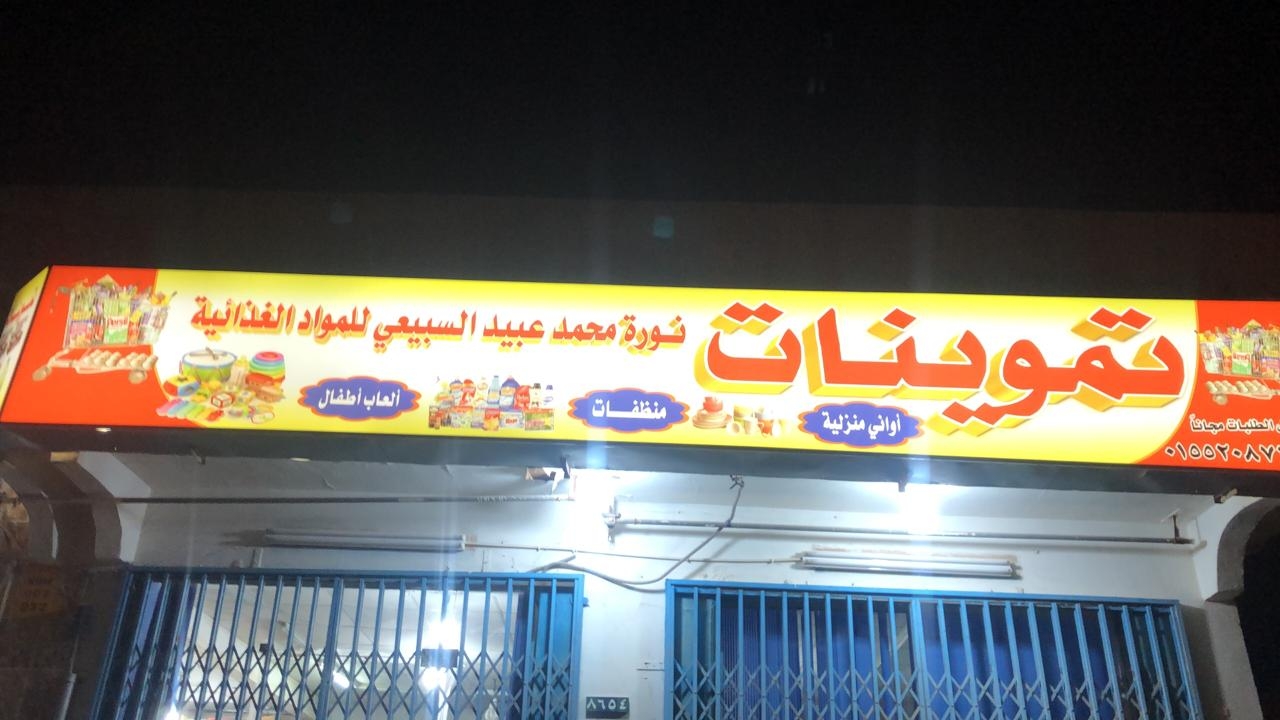 تموينات
نورة محمد عبيد السبيعي للمواد الغذائية
أواني منزلية
منظفات
ألعاب أطفال
الطلبات مجاناً
٨٦٥٤